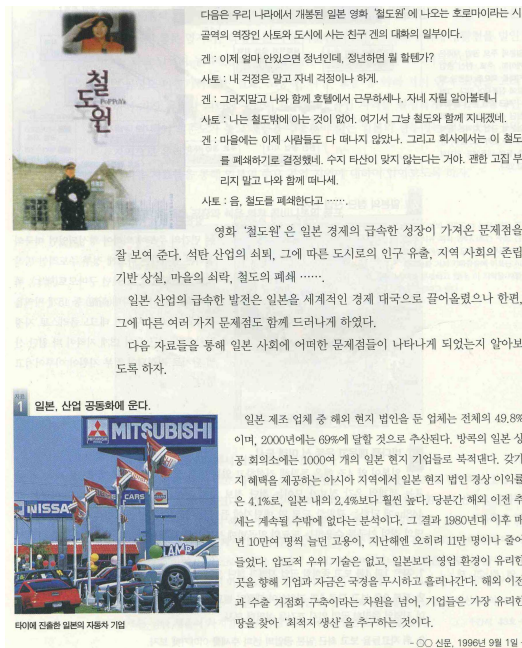 철
도
원
POPPOYA
다음은 우리 나라에서 개봉된 일본 영화 '철도원'에 나오는 호로마이라는 시
골역의 역장인 사토와 도시에 사는 친구 겐의 대화의 일부이다.
겐 : 이제 얼마 안있으면 정년인데, 정년하면 뭘 할텐가?
사토 : 내 걱정은 말고 자네 걱정이나 하게.
겐 : 그러지말고 나와 함께 호텔에서 근무하세나. 자네 자릴 알아볼테니
사토 : 나는 철도밖에 아는 것이 없어. 여기서 그냥 철도와 함께 지내겠네.
겐 : 마을에는 이제 사람들도 다 떠나지 않았나. 그리고 회사에서는 이 철도
를 폐쇄하기로 결정했네. 수지 타산이 맞지 않는다는 거야. 괜한 고집 부
리지 말고 나와 함께 떠나세.
사토 : 음, 철도를 폐쇄한다고 …….
영화 '철도원'은 일본 경제의 급속한 성장이 가져온 문제점을
잘 보여 준다. 석탄 산업의 쇠퇴, 그에 따른 도시로의 인구 유출, 지역 사회의 존립
기반 상실, 마을의 쇠락, 철도의 폐쇄 …….
일본 산업의 급속한 발전은 일본을 세계적인 경제 대국으로 끌어올렸으나 한편,
그에 따른 여러 가지 문제점도 함께 드러나게 하였다.
다음 자료들을 통해 일본 사회에 어떠한 문제점들이 나타나게 되었는지 알아보
도록 하자.
자료
1 일본, 산업 공동화에 운다.
MITSUBISHI
NISSA
CARS
타이에 진출한 일본의 자동차 기업
일본 제조 업체 중 해외 현지 법인을 둔 업체는 전체의 49.8%
이며, 2000년에는 69%에 달할 것으로 추산된다. 방콕의 일본 상
공 회의소에는 1000여 개의 일본 현지 기업들로 북적댄다. 갖가
지 혜택을 제공하는 아시아 지역에서 일본 현지 법인 경상 이익률
은 4.1%로, 일본 내의 2.4%보다 훨씬 높다. 당분간 해외 이전 추
세는 계속될 수밖에 없다는 분석이다. 그 결과 1980년대 이후 매
년 10만여 명씩 늘던 고용이, 지난해엔 오히려 11만 명이나 줄어
들었다. 압도적 우위 기술은 없고, 일본보다 영업 환경이 유리한
곳을 향해 기업과 자금은 국경을 무시하고 흘러나간다. 해외 이전
과 수출 거점화 구축이라는 차원을 넘어, 기업들은 가장 유리한
땅을 찾아 '최적지 생산'을 추구하는 것이다.
- ○○ 신문, 1996년 9월 1일 -